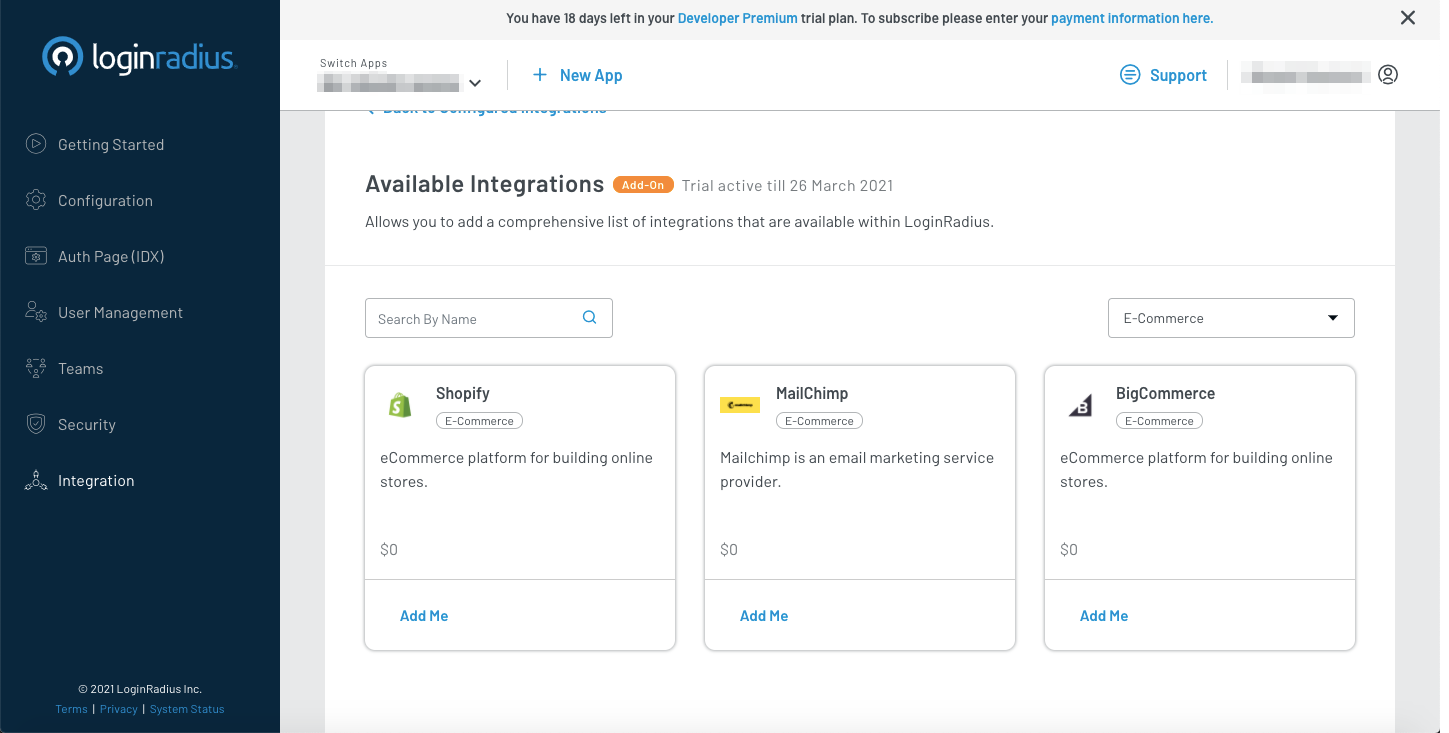 You have 18 days left in your Developer Premium trial plan. To subscribe please enter your payment information here.
loginradius
Switch Apps
New App
Support
Back to Configured Integrations
Getting Started
Configuration
Auth Page (IDX)
User Management
Teams
Security
Integration
Available Integrations Add-On Trial active till 26 March 2021
Allows you to add a comprehensive list of integrations that are available within LoginRadius.
Search By Name
E-Commerce
Shopify
E-Commerce
eCommerce platform for building online
stores.
$0
Add Me
MailChimp
E-Commerce
Mailchimp is an email marketing service
provider.
$0
Add Me
BigCommerce
E-Commerce
eCommerce platform for building online
stores.
$0
Add Me
© 2021 LoginRadius Inc.
Terms | Privacy | System Status